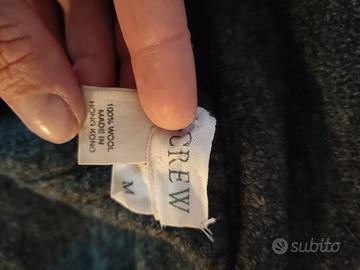 100% WOOL
MADE IN
HONG KONG
CREW
M
subito